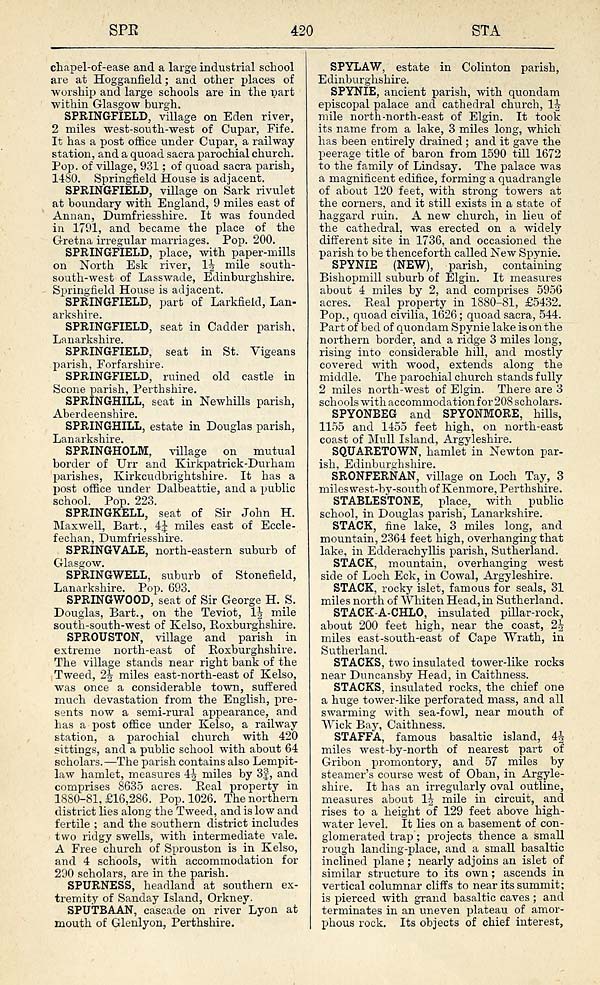 SPR 420 STA
chapel-of-ease and a large industrial school
are at Hogganfield; and other places of
worship and large schools are in the part
within Glasgow burgh.
SPRINGFIELD, village on Eden river,
2 miles west-south-west of Cupar, Fife.
It has a post office under Cupar, a railway
station, and a quoad sacra parochial church.
Pop. of village, 931; of quoad sacra parish,
1480. Springfield House is adjacent.
SPRINGFIELD, village on Sark rivulet
at boundary with England, 9 miles east of
Annan, Dumfriesshire. It was founded
in 1791, and became the place of the
Gretna irregular marriages. Pop. 200.
SPRINGFIELD, place, with paper-mills
on North Esk river, 1½ mile south-
south-west of Lasswade, Edinburghshire.
Springfield House is adjacent.
SPRINGFIELD, part of Larkfield, Lan-
arkshire.
SPRINGFIELD, seat in Cadder parish,
Lanarkshire.
SPRINGFIELD, seat in St. Vigeans
parish, Forfarshire.
SPRINGFIELD, ruined old castle in
Scone parish, Perthshire.
SPRINGHILL, seat in Newhills parish,
Aberdeenshire.
SPRINGHILL, estate in Douglas parish,
Lanarkshire.
SPRINGHOLM, village on mutual
border of Urr and Kirkpatrick-Durham
parishes, Kirkcudbrightshire. It has a
post office under Dalbeattie, and a public
school. Pop. 223.
SPRINGKELL, seat of Sir John H.
Maxwell, Bart., 4¼ miles east of Eccle-
fechan, Dumfriesshire.
SPRINGVALE, north-eastern suburb of
Glasgow.
SPRINGWELL, suburb of Stonefield,
Lanarkshire. Pop. 693.
SPRINGWOOD, seat of Sir George H. S.
Douglas, Bart., on the Teviot, 1½ mile
south-south-west of Kelso, Roxburghshire.
SPROUSTON, village and parish in
extreme north-east of Roxburghshire.
The village stands near right bank of the
Tweed, 2½ miles east-north-east of Kelso,
was once a considerable town, suffered
much devastation from the English, pre-
sents now a semi-rural appearance, and
has a post office under Kelso, a railway
station, a parochial church with 420
sittings, and a public school with about 64
scholars.—The parish contains also Lempit-
law hamlet, measures 4½ miles by 3¾, and
comprises 8635 acres. Real property in
1880-81, £16,286. Pop. 1026. The northern
district lies along the Tweed, and is low and
fertile; and the southern district includes
two ridgy swells, with intermediate vale.
A Free church of Sprouston is in Kelso,
and 4 schools, with accommodation for
290 scholars, are in the parish.
SPURNESS, headland at southern ex-
tremity of Sanday Island, Orkney.
SPUTBAAN, cascade on river Lyon at
mouth of Glenlyon, Perthshire.
SPYLAW, estate in Colinton parish,
Edinburghshire.
SPYNIE, ancient parish, with quondam
episcopal palace and cathedral church, 1½
mile north-north-east of Elgin. It took
its name from a lake, 3 miles long, which
has been entirely drained; and it gave the
peerage title of baron from 1590 till 1672
to the family of Lindsay. The palace was
a magnificent edifice, forming a quadrangle
of about 120 feet, with strong towers at
the corners, and it still exists in a state of
haggard ruin. A new church, in lieu of
the cathedral, was erected on a widely
different site in 1736, and occasioned the
parish to be thenceforth called New Spynie.
SPYNIE (NEW), parish, containing
Bishopmill suburb of Elgin. It measures
about 4 miles by 2, and comprises 5956
acres. Real property in 1880-81, £5432.
Pop., quoad civilia, 1626; quoad sacra, 544.
Part of bed of quondam Spynie lake is on the
northern border, and a ridge 3 miles long,
rising into considerable hill, and mostly
covered with wood, extends along the
middle. The parochial church stands fully
2 miles north-west of Elgin. There are 3
schools with accommodation for 208 scholars.
SPYONBEG and SPYONMORE, hills,
1155 and 1455 feet high, on north-east
coast of Mull Island, Argyleshire.
SQUARETOWN, hamlet in Newton par-
ish, Edinburghshire.
SRONFERNAN, village on Loch Tay, 3
miles west-by-south of Kenmore, Perthshire.
STABLESTONE, place, with public
school, in Douglas parish, Lanarkshire.
STACK, fine lake, 3 miles long, and
mountain, 2364 feet high, overhanging that
lake, in Edderachyllis parish, Sutherland.
STACK, mountain, overhanging west
side of Loch Eck, in Cowal, Argyleshire.
STACK, rocky islet, famous for seals, 31
miles north of Whiten Head, in Sutherland.
STACK-A-CHLO, insulated pillar-rock,
about 200 feet high, near the coast, 2½
miles east-south-east of Cape Wrath, in
Sutherland.
STACKS, two insulated tower-like rocks
near Duncansby Head, in Caithness.
STACKS, insulated rocks, the chief one
a huge tower-like perforated mass, and all
swarming with sea-fowl, near mouth of
Wick Bay, Caithness.
STAFFA, famous basaltic island, 4½
miles west-by-north of nearest part of
Gribon promontory, and 57 miles by
steamer's course west of Oban, in Argyle-
shire. It has an irregularly oval outline,
measures about 1½ mile in circuit, and
rises to a height of 129 feet above high-
water level. It lies on a basement of con-
glomerated trap; projects thence a small
rough landing-place, and a small basaltic
inclined plane; nearly adjoins an islet of
similar structure to its own; ascends in
vertical columnar cliffs to near its summit;
is pierced with grand basaltic caves; and
terminates in an uneven plateau of amor-
phous rock. Its objects of chief interest,